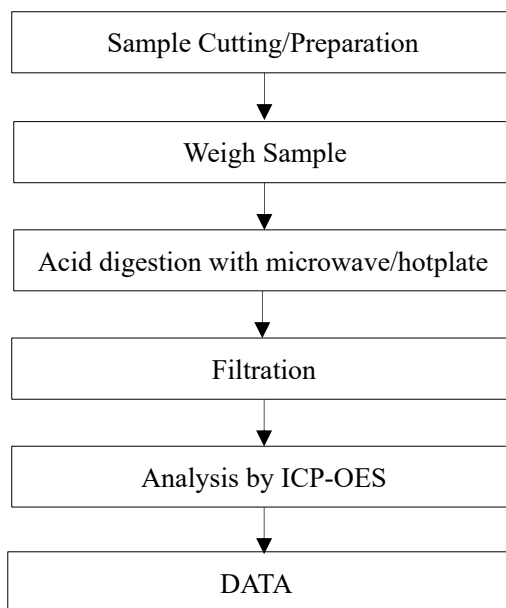 Sample Cutting/Preparation
Weigh Sample
Acid digestion with microwave/hotplate
Filtration
Analysis by ICP-OES
DATA